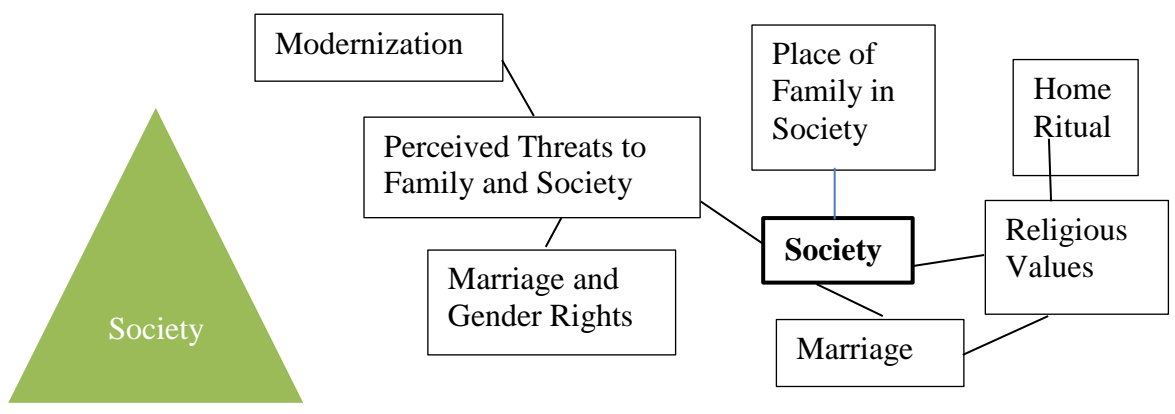 Modernization
Place of
Family in
Society
Home
Ritual
Perceived Threats to
Family and Society
Religious
Values
Society
Marriage and
Gender Rights
Society
Marriage